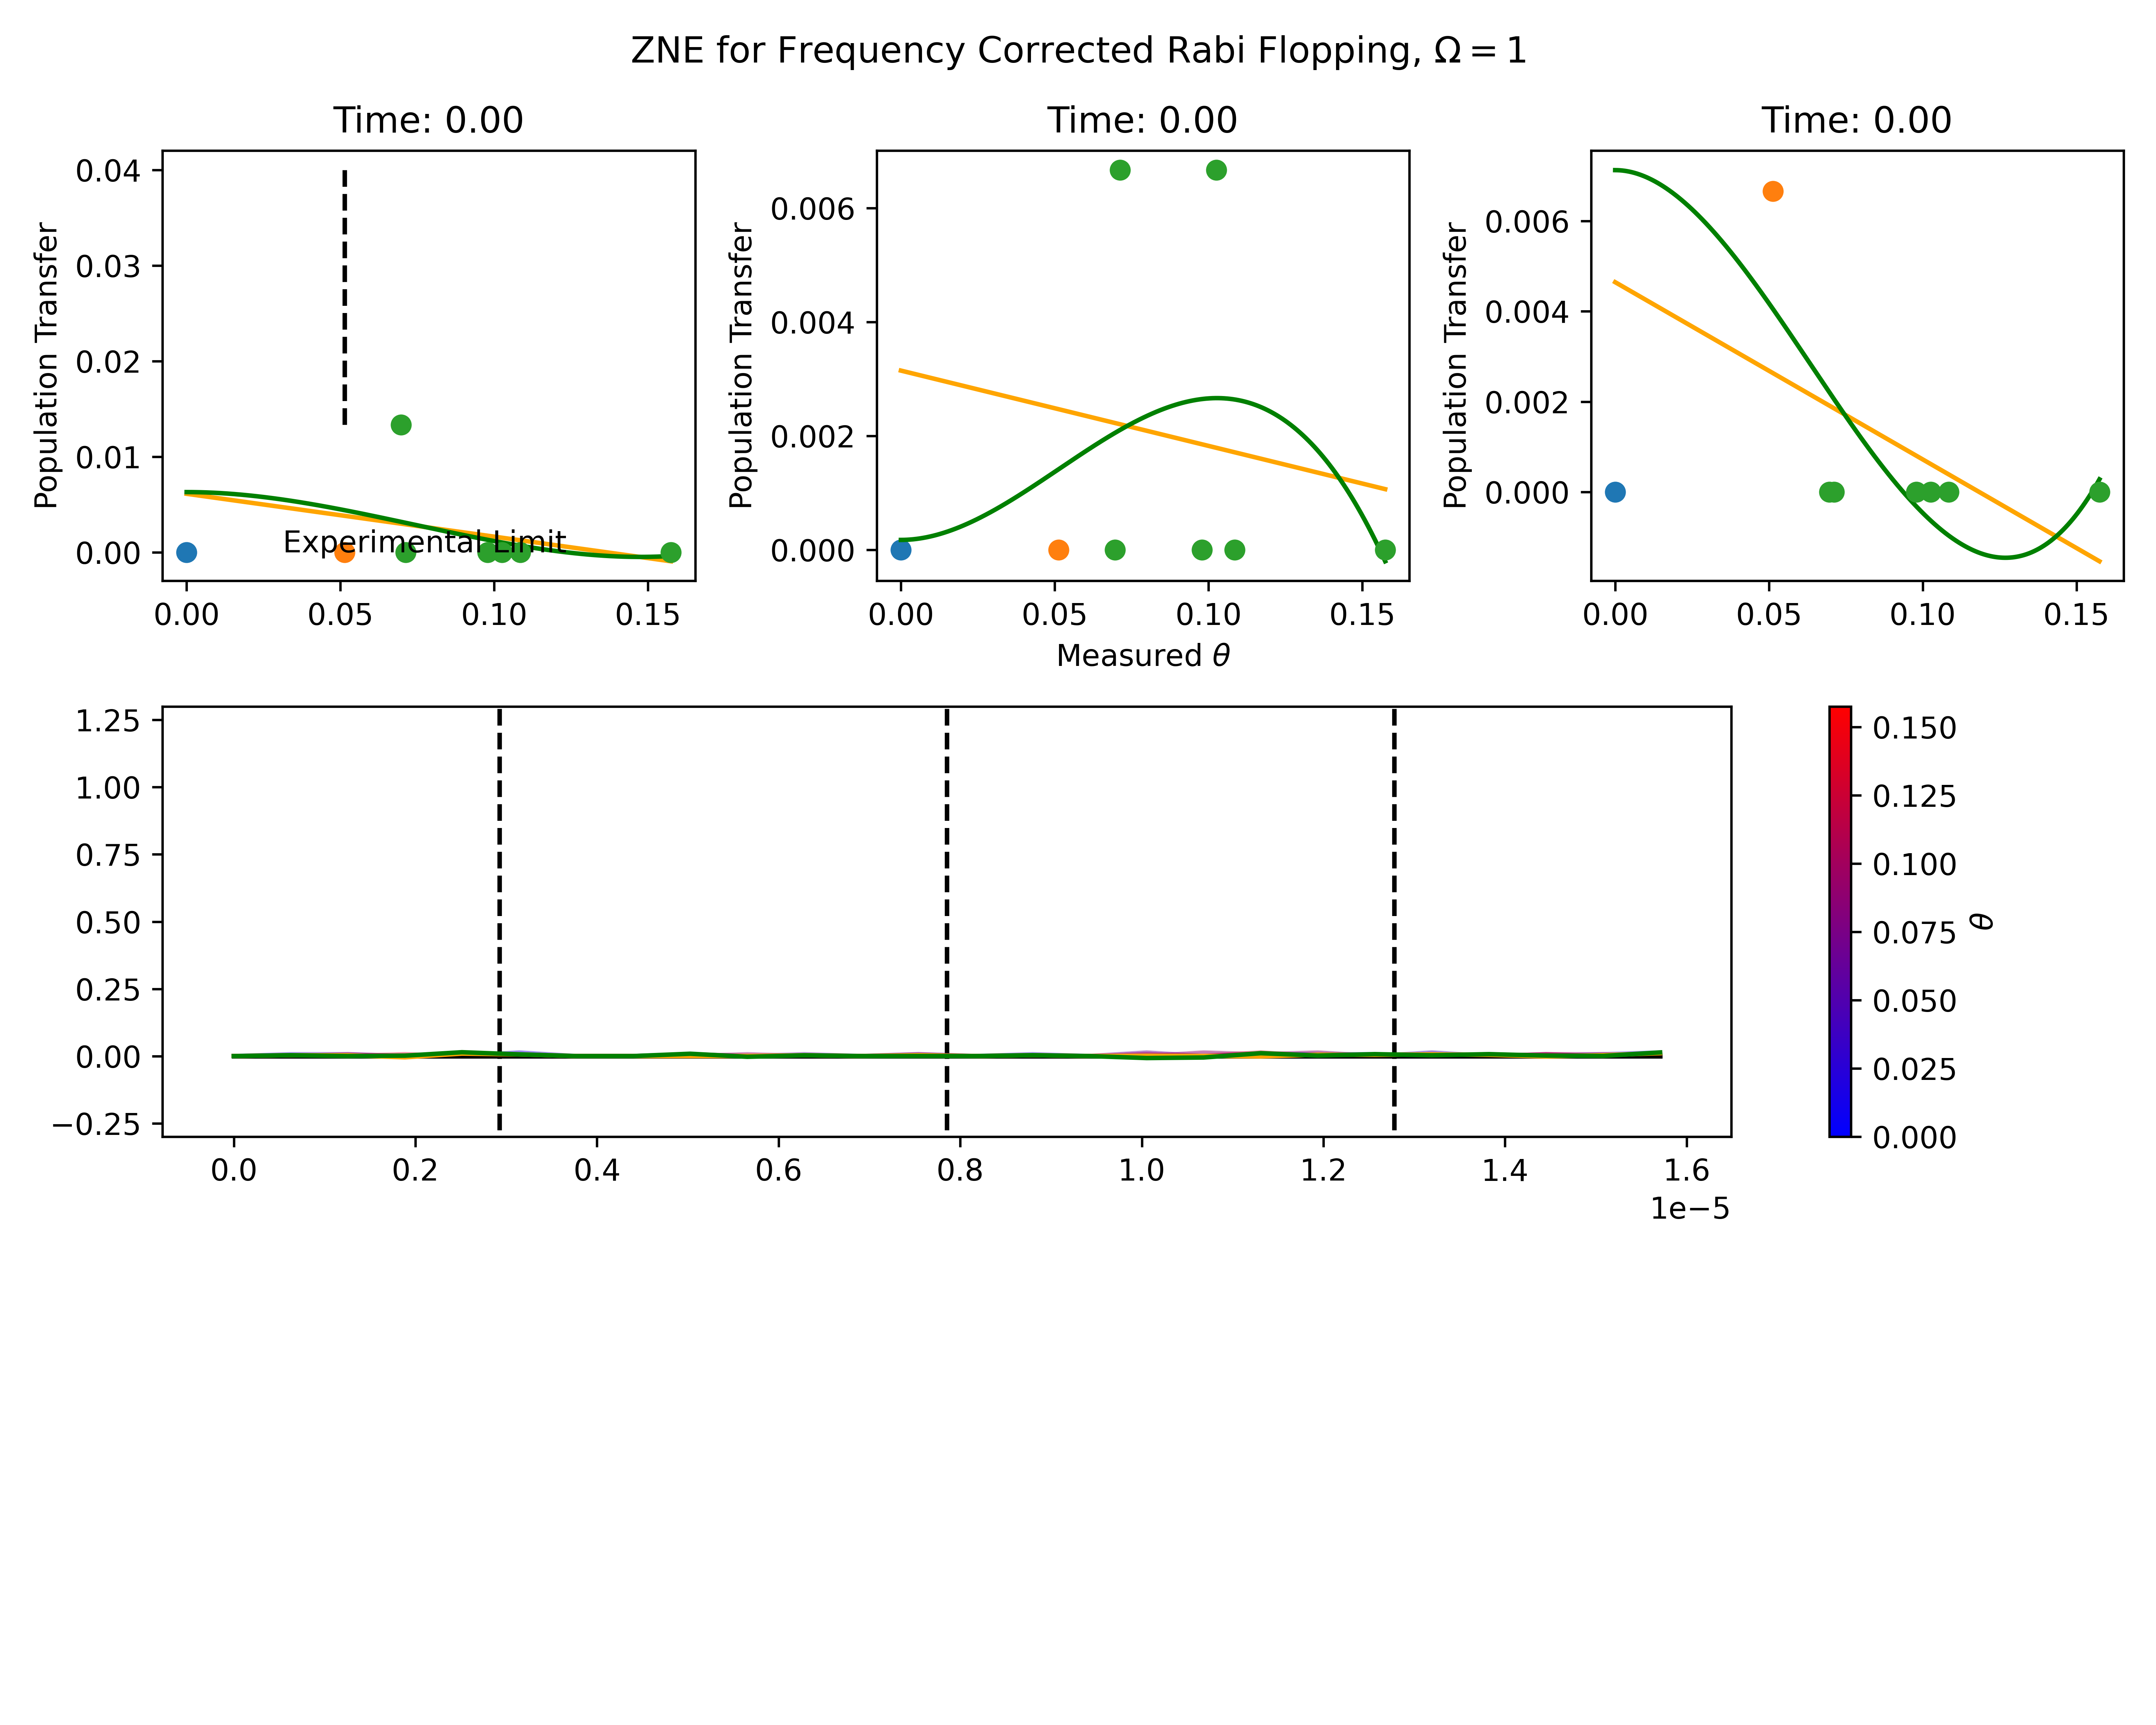 ZNE for Frequency Corrected Rabi Flopping, Ω = 1
Time: 0.00
Time: 0.00
Time: 0.00
Population Transfer
0.04
0.03
0.02
0.01
0.00
Experimental Limit
0.00 0.05 0.10 0.15
Population Transfer
0.006
0.004
0.002
0.000
0.00 0.05 0.10 0.15
Measured θ
Population Transfer
0.006
0.004
0.002
0.000
0.00 0.05 0.10 0.15
1.25
1.00
0.75
0.50
0.25
0.00
−0.25
0.0 0.2 0.4 0.6 0.8 1.0 1.2 1.4 1.6
1e−5
0.150
0.125
0.100
0.075
0.050
0.025
0.000
θ